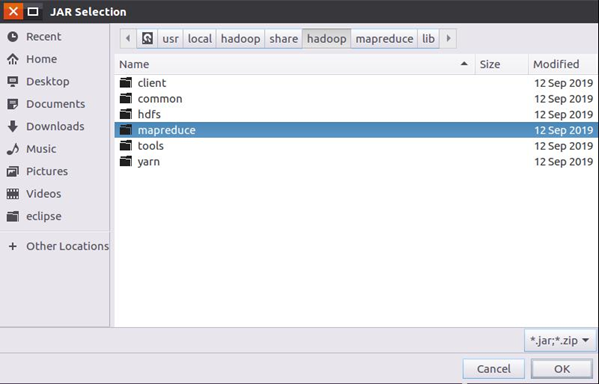 JAR Selection
Recent
Home
Desktop
Documents
Downloads
Music
Pictures
Videos
eclipse
Other Locations
usr local hadoop share hadoop mapreduce lib
Name Size Modified
client 12 Sep 2019
common 12 Sep 2019
hdfs 12 Sep 2019
mapreduce 12 Sep 2019
tools 12 Sep 2019
yarn 12 Sep 2019
*.jar;*.zip
Cancel OK